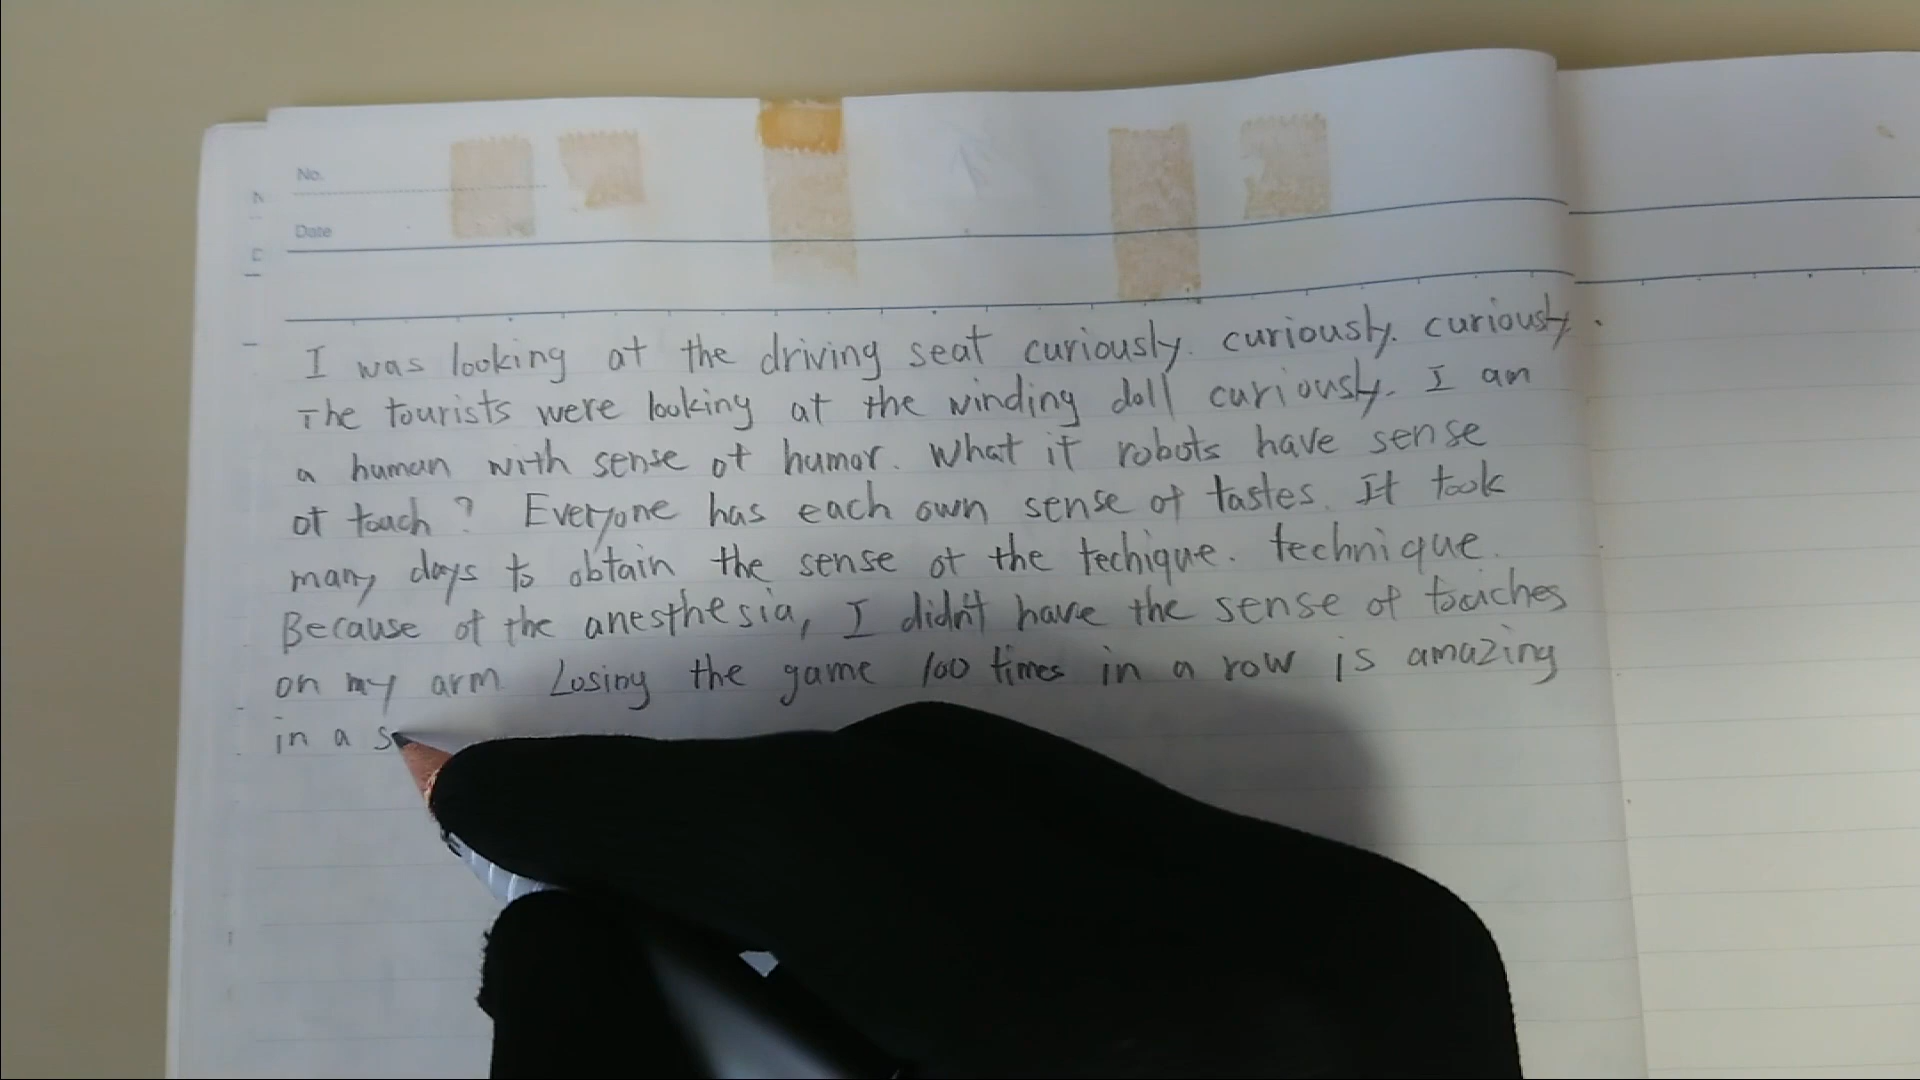 No.
Date
I was looking at the driving seat curiously. curiously. curiously.
The tourists were looking at the winding doll curiously. I am
a human with sense of humor. What if robots have sense
of touch? Everyone has each own sense of tastes. It took
many days to obtain the sense of the techique. technique.
Because of the anesthesia, I didn't have the sense of touches
on my arm. Losing the game 100 times in a row is amazing
in a s